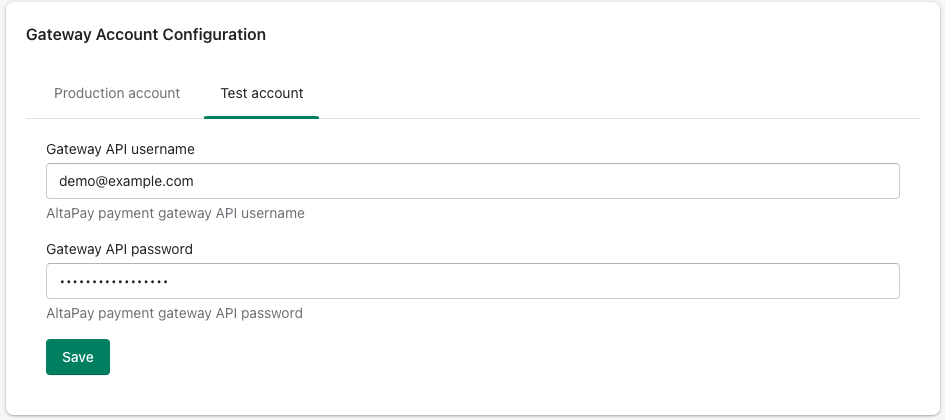 Gateway Account Configuration
Production account Test account
Gateway API username
demo@example.com
AltaPay payment gateway API username
Gateway API password
•••••••••••••••••
AltaPay payment gateway API password
Save